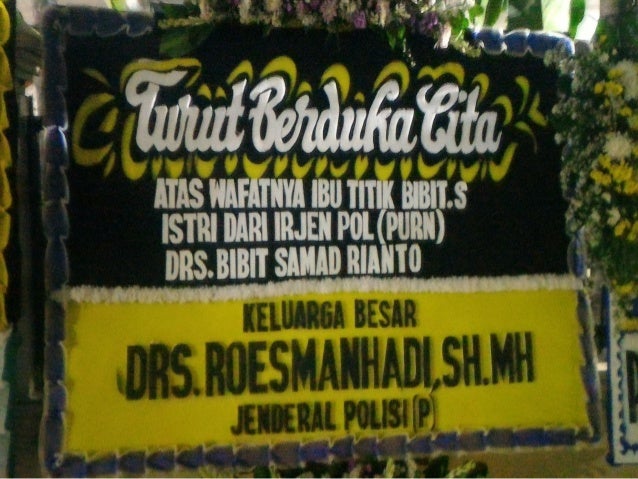 Turut Berduka Cita
ATAS WAFATNYA IBU TITIK BIBIT.S
ISTRI DARI IRJEN POL(PURN)
DRS.BIBIT SAMAD RIANTO
KELUARGA BESAR
DRS.ROESMANHADI,SH.MH
JENDERAL POLISI(P)